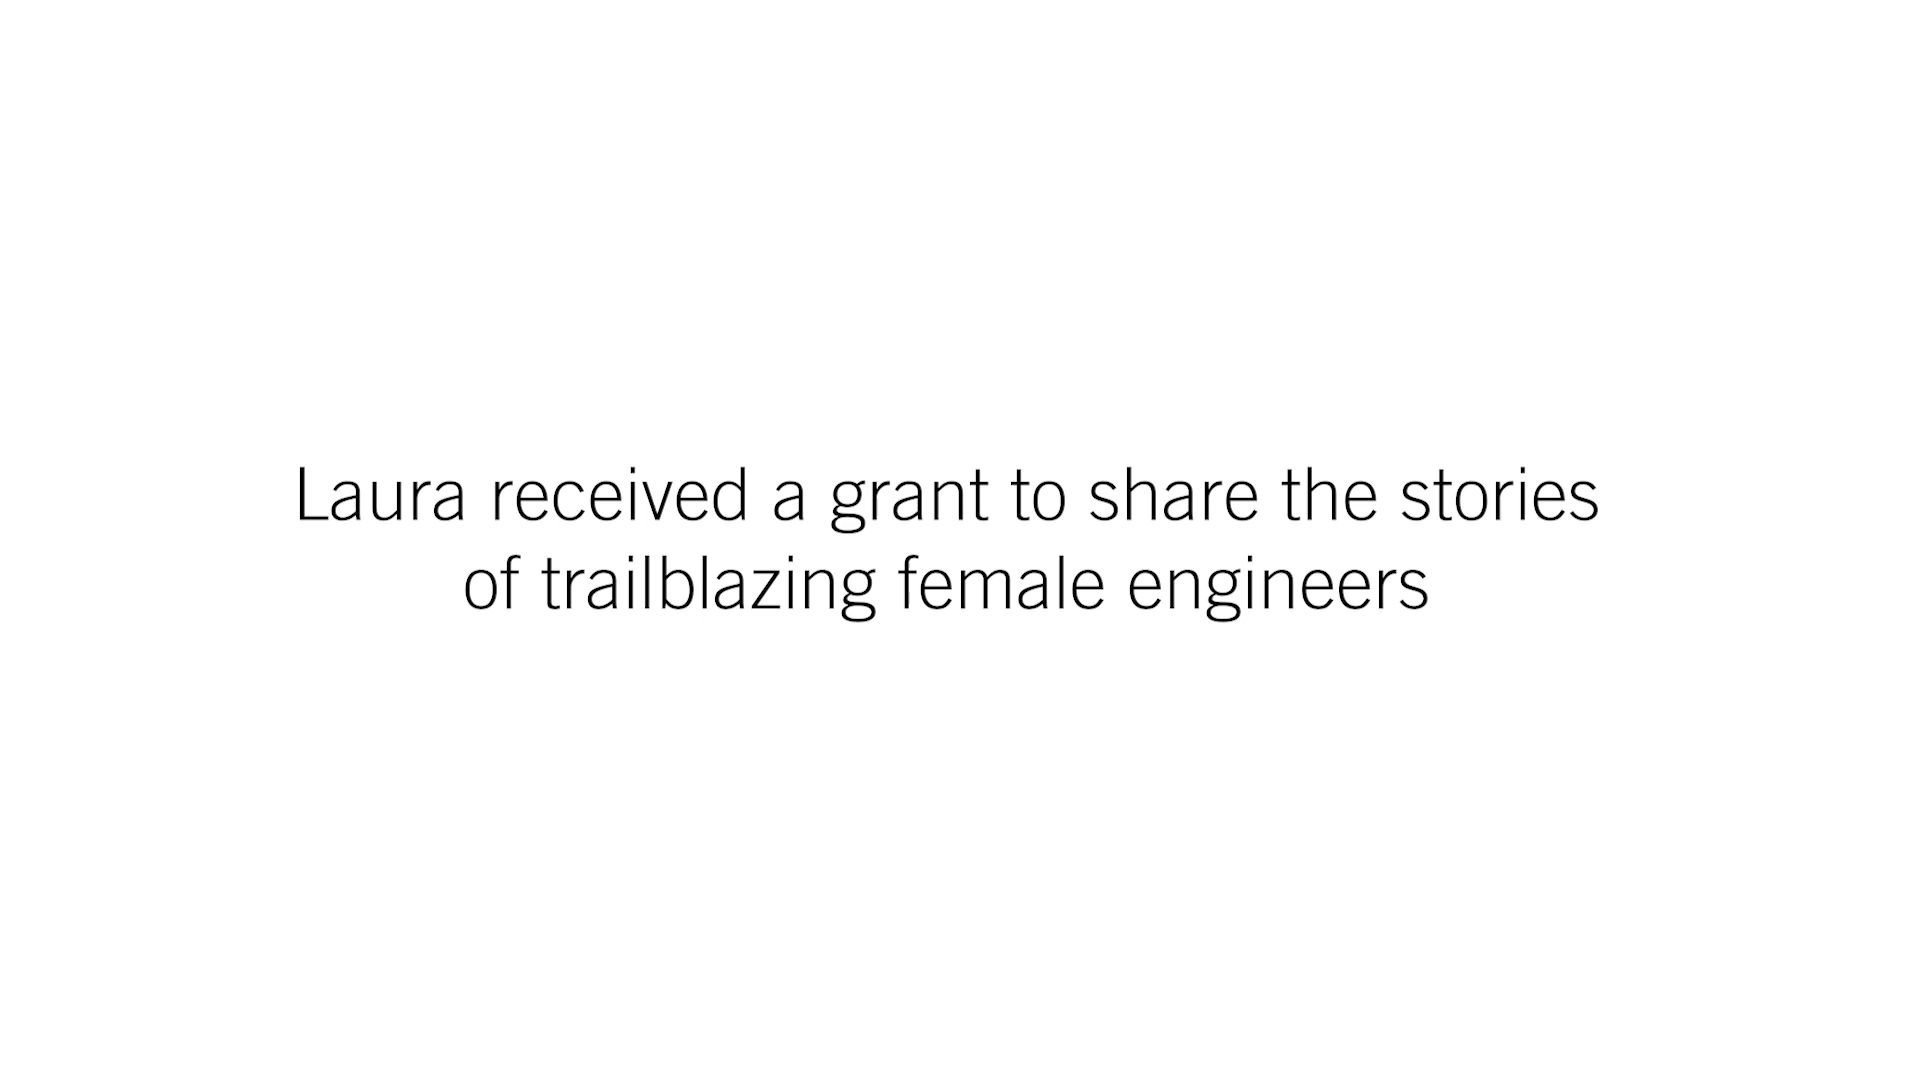 Laura received a grant to share the stories
of trailblazing female engineers